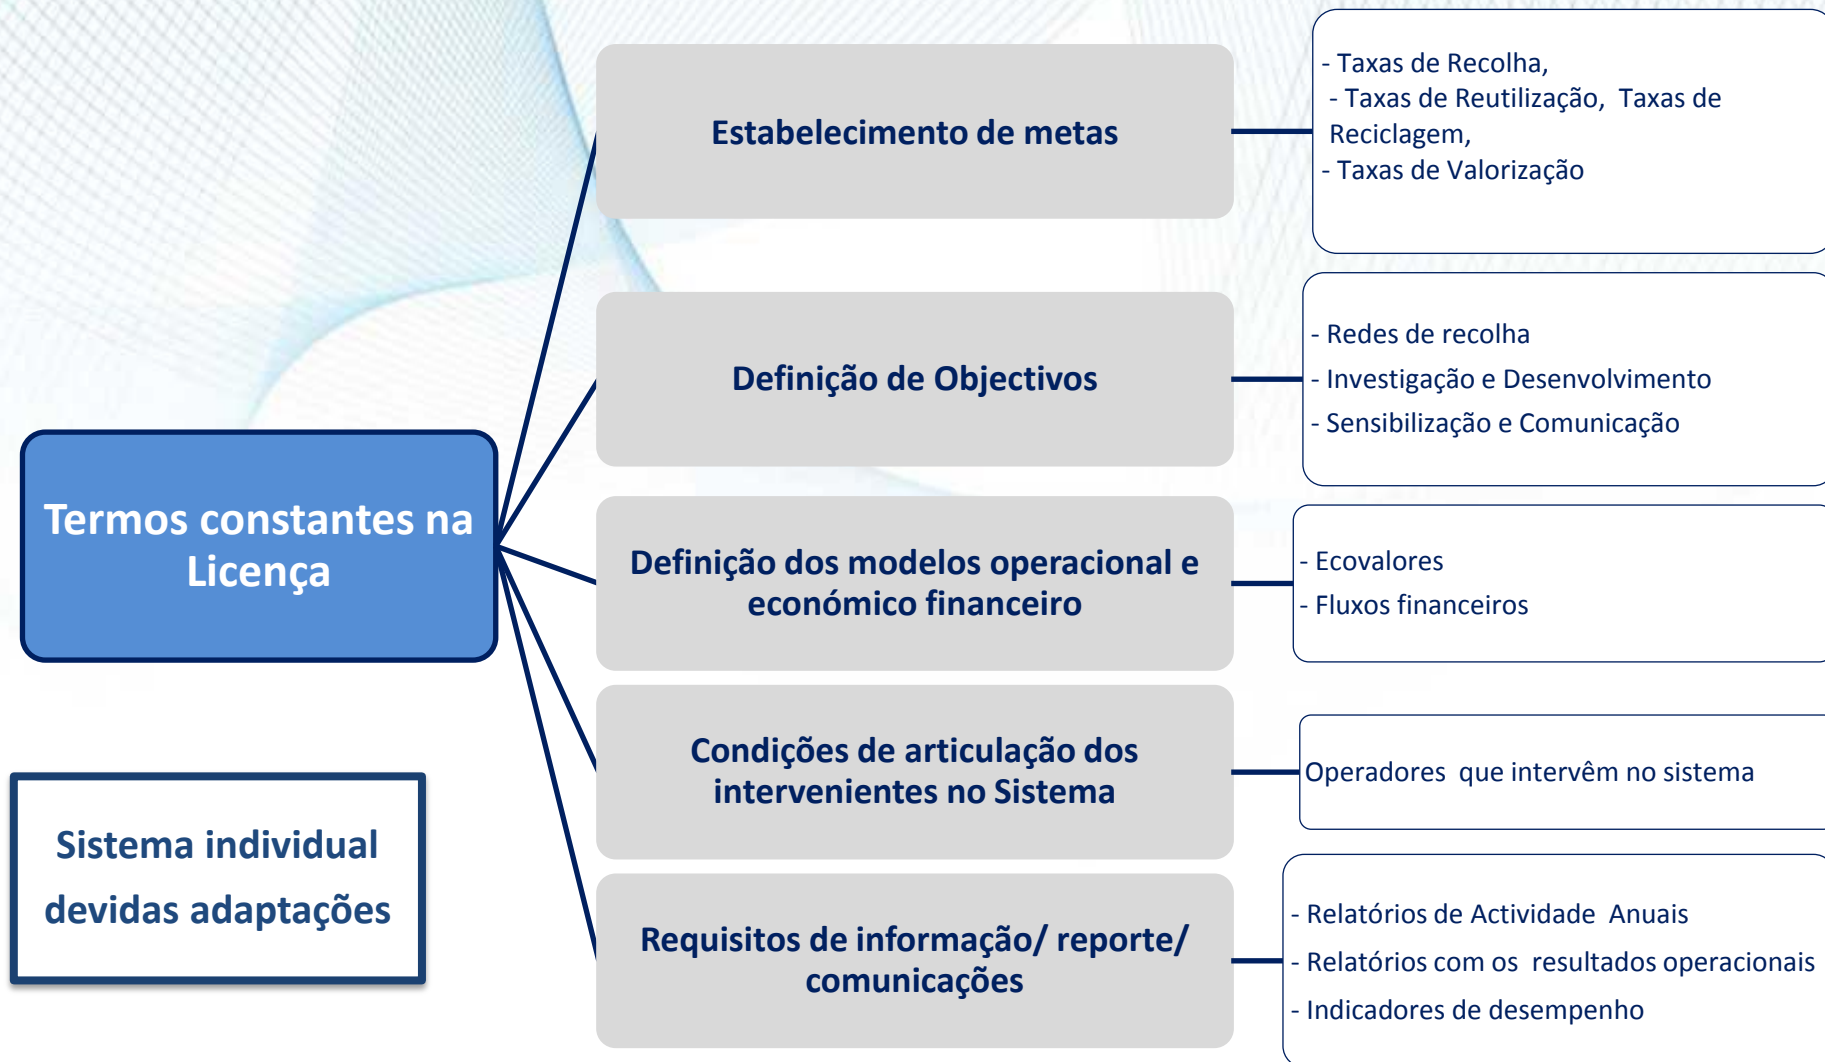 Termos constantes na
Licença
Sistema individual
devidas adaptações
Estabelecimento de metas
- Taxas de Recolha,
- Taxas de Reutilização, Taxas de
Reciclagem,
- Taxas de Valorização
Definição de Objectivos
- Redes de recolha
- Investigação e Desenvolvimento
- Sensibilização e Comunicação
Definição dos modelos operacional e
económico financeiro
- Ecovalores
- Fluxos financeiros
Condições de articulação dos
intervenientes no Sistema
Operadores que intervêm no sistema
Requisitos de informação/ reporte/
comunicações
- Relatórios de Actividade Anuais
- Relatórios com os resultados operacionais
- Indicadores de desempenho